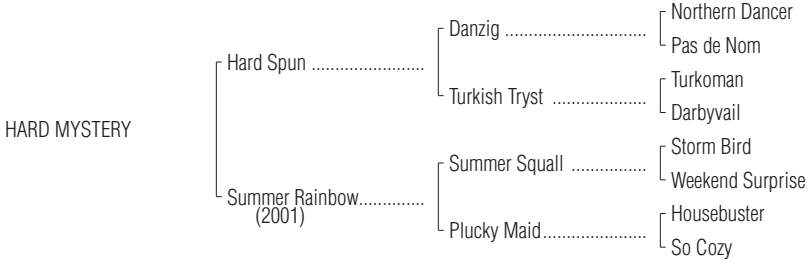 Northern Dancer
Danzig ..............................
Pas de Nom
Hard Spun ........................
Turkoman
Turkish Tryst ....................
Darbyvail
HARD MYSTERY
Storm Bird
Summer Squall ................
Weekend Surprise
Summer Rainbow..............
(2001)
Housebuster
Plucky Maid......................
So Cozy